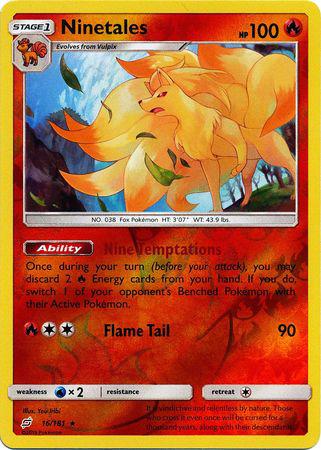 STAGE 1
Ninetales
HP 100
Evolves from Vulpix
NO. 038 Fox Pokémon HT: 3'07" WT: 43.9 lbs.
Ability
Nine Temptations
Once during your turn (before your attack), you may
discard 2 Energy cards from your hand. If you do,
switch 1 of your opponent's Benched Pokémon with
their Active Pokémon.
Flame Tail 90
weakness ×2 resistance retreat
Illus. You Iribi
16/181 ★
©2019 Pokémon
It is vindictive and relentless by nature. Those
who cross it even once will be cursed for a
thousand years, along with their descendants.